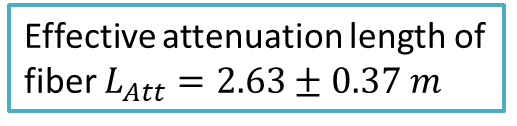 Effective attenuation length of
fiber L_Att = 2.63 ± 0.37 m